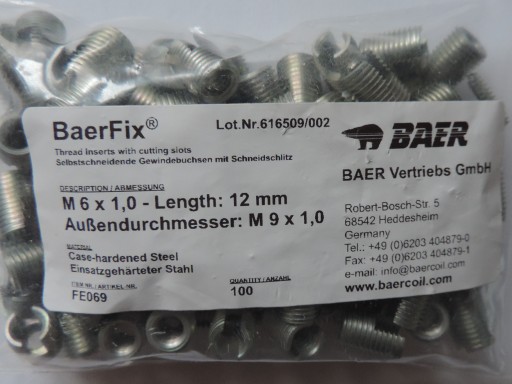 BaerFix®
Lot.Nr.616509/002
Thread Inserts with cutting slots
Selbstschneidende Gewindebuchsen mit Schneidschlitz
BAER
BAER Vertriebs GmbH
DESCRIPTION / ABMESSUNG
M 6 x 1,0 - Length: 12 mm
Außendurchmesser: M 9 x 1,0
MATERIAL
Case-hardened Steel
Einsatzgehärteter Stahl
ITEM NR. / ARTIKEL-NR.
FE069
QUANTITY / ANZAHL
100
Robert-Bosch-Str. 5
68542 Heddesheim
Germany
Tel.: +49 (0)6203 404879-0
Fax: +49 (0)6203 404879-1
e-mail: info@baercoil.com
www.baercoil.com